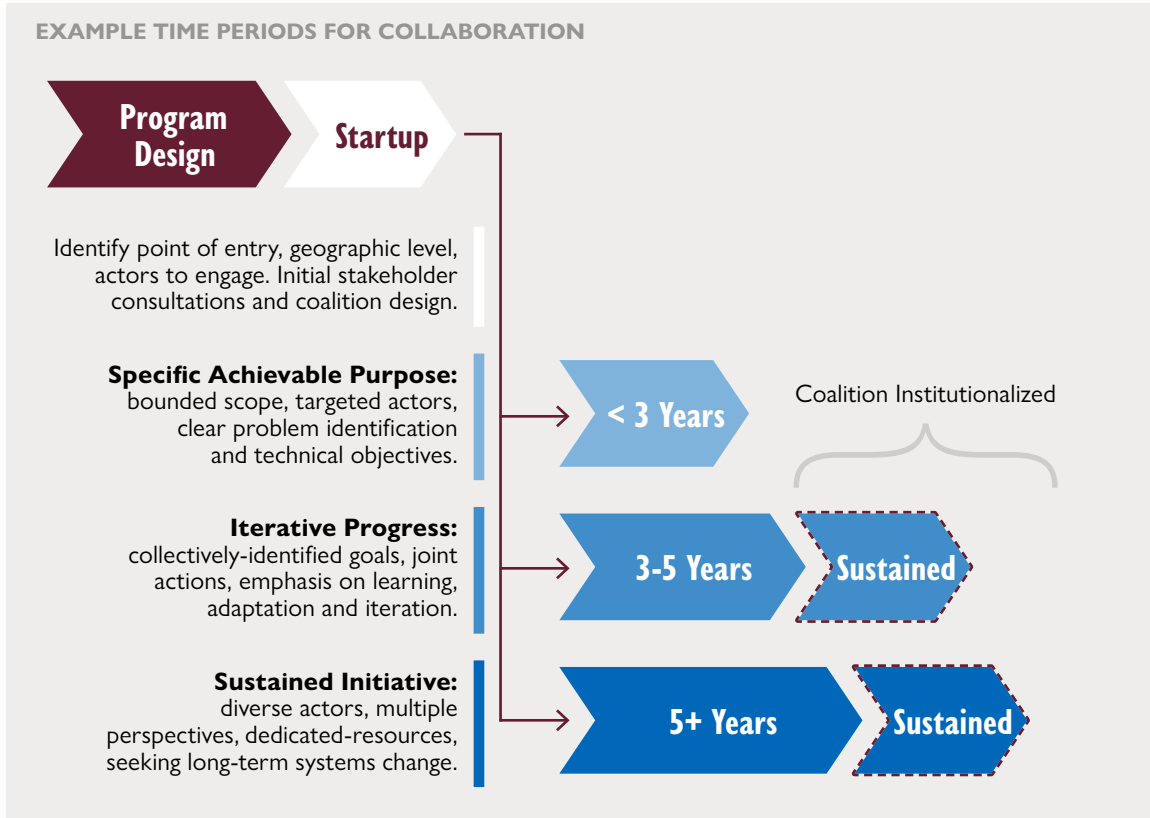 EXAMPLE TIME PERIODS FOR COLLABORATION
Program
Design
Startup
Identify point of entry, geographic level,
actors to engage. Initial stakeholder
consultations and coalition design.
Specific Achievable Purpose:
bounded scope, targeted actors,
clear problem identification
and technical objectives.
< 3 Years
Coalition Institutionalized
Iterative Progress:
collectively-identified goals, joint
actions, emphasis on learning,
adaptation and iteration.
3-5 Years
Sustained
Sustained Initiative:
diverse actors, multiple
perspectives, dedicated-resources,
seeking long-term systems change.
5+ Years
Sustained